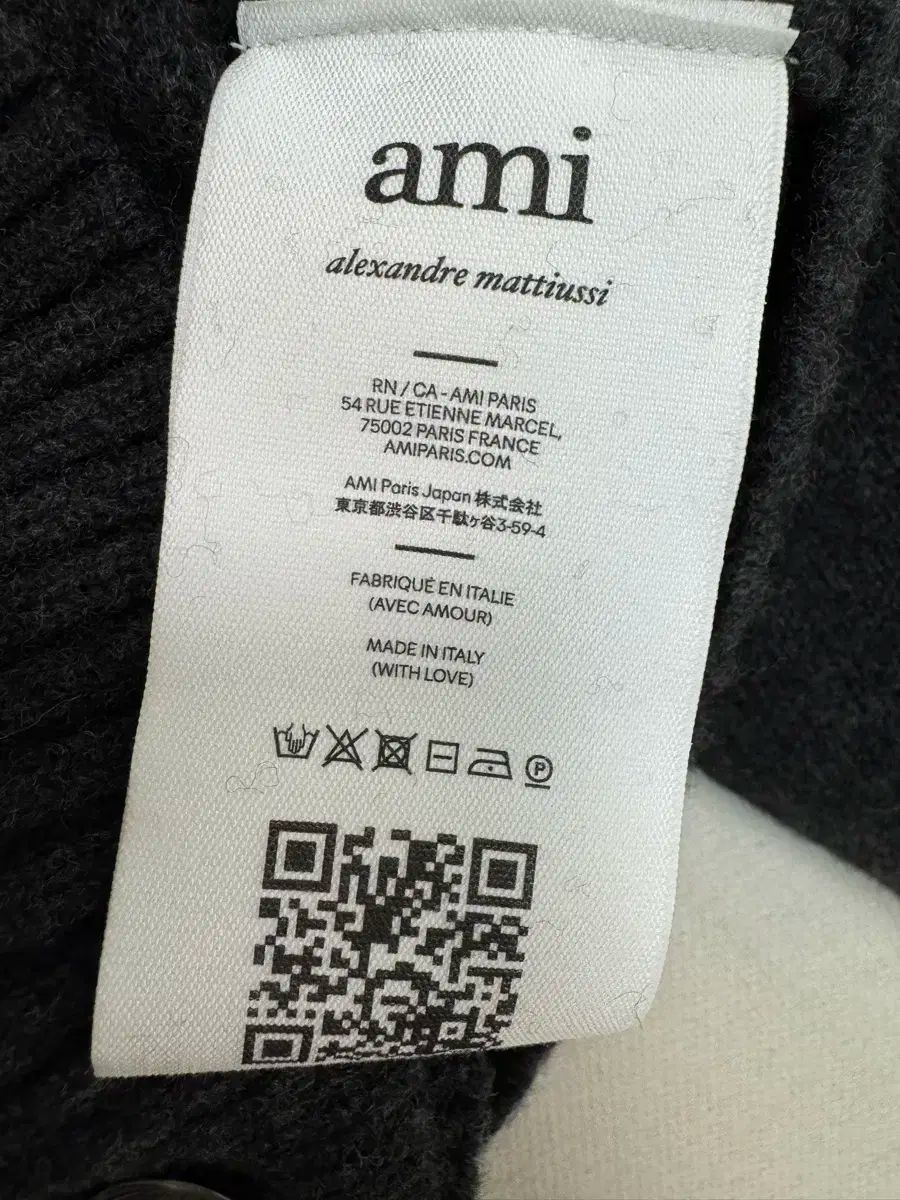 ami
alexandre mattiussi
RN / CA - AMI PARIS
54 RUE ETIENNE MARCEL,
75002 PARIS FRANCE
AMIPARIS.COM
AMI Paris Japan 株式会社
東京都渋谷区千駄ヶ谷3-59-4
FABRIQUÉ EN ITALIE
(AVEC AMOUR)
MADE IN ITALY
(WITH LOVE)
P